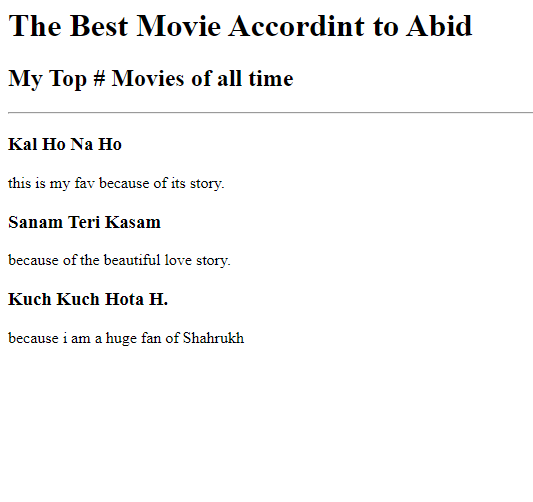 The Best Movie Accordint to Abid
My Top # Movies of all time
Kal Ho Na Ho
this is my fav because of its story.
Sanam Teri Kasam
because of the beautiful love story.
Kuch Kuch Hota H.
because i am a huge fan of Shahrukh